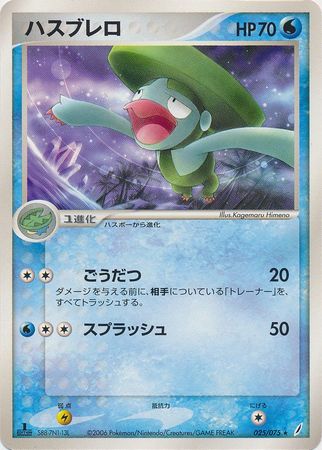 ハスブレロ HP70
Illus.Kagemaru Himeno
1進化 ハスボーから進化
ごうだつ 20
ダメージを与える前に、相手についている「トレーナー」を、
すべてトラッシュする。
スプラッシュ 50
弱点 抵抗力 にげる
©2006 Pokémon/Nintendo/Creatures/GAME FREAK 025/075